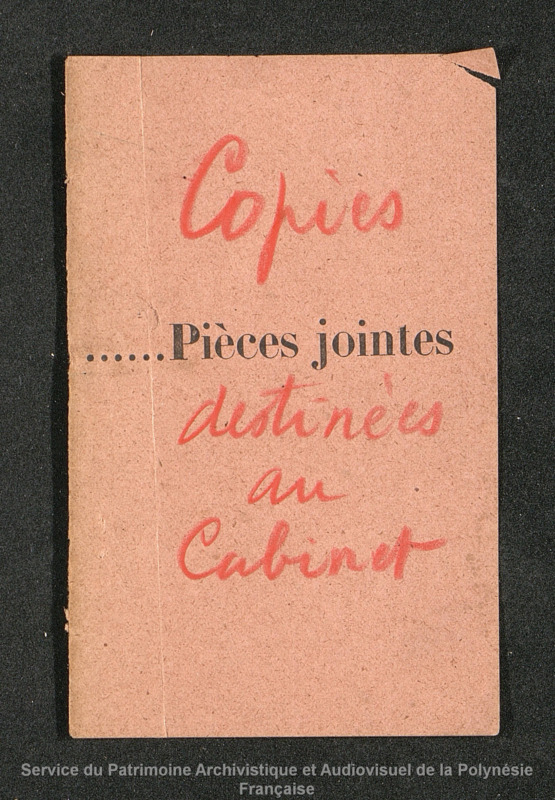 Copies
......Pièces jointes
destinées
au
Cabinet
Service du Patrimoine Archivistique et Audiovisuel de la Polynésie
Française